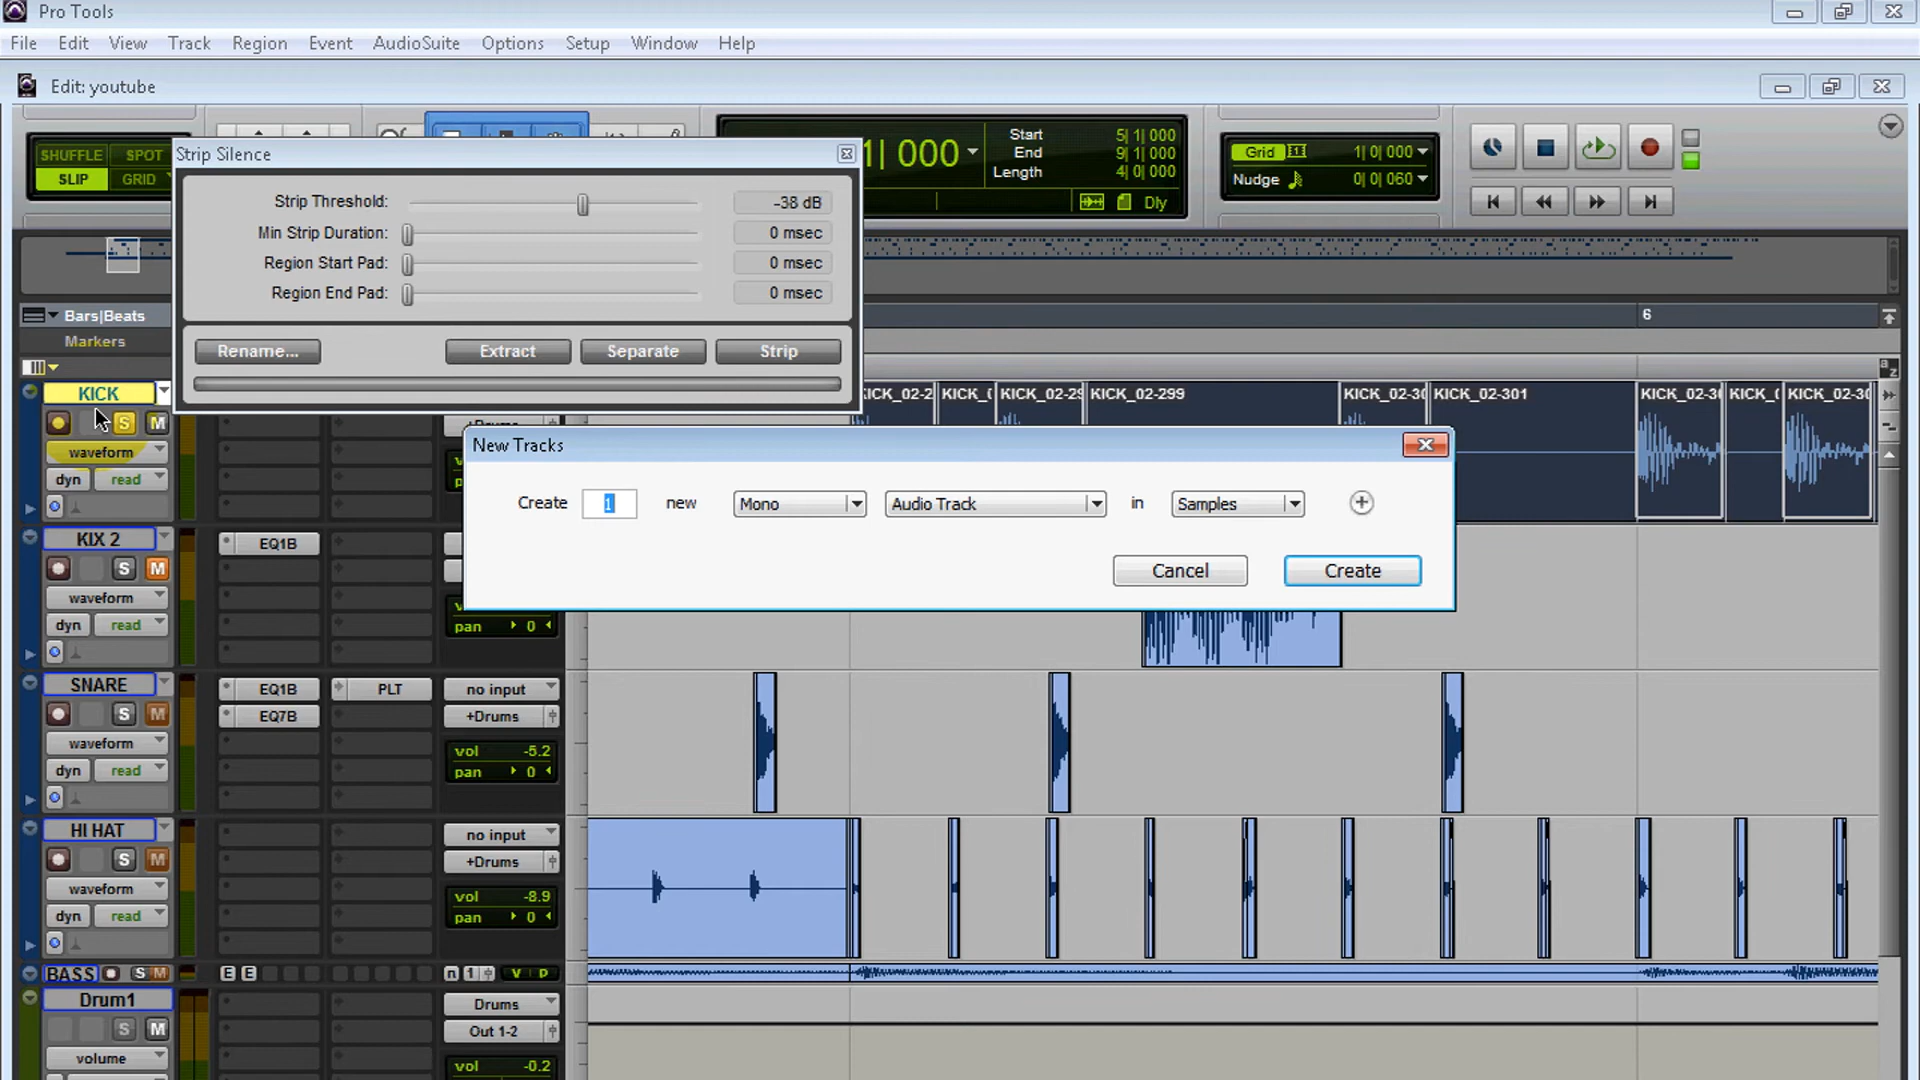 Pro Tools
File Edit View Track Region Event AudioSuite Options Setup Window Help
Edit: youtube
SHUFFLE SPOT
SLIP GRID
Strip Silence
Strip Threshold: -38 dB
Min Strip Duration: 0 msec
Region Start Pad: 0 msec
Region End Pad: 0 msec
Rename... Extract Separate Strip
1| 000
Start 5| 1| 000
End 9| 1| 000
Length 4| 0| 000
Dly
Grid 1| 0| 000
Nudge 0| 0| 060
Bars|Beats
6
Markers
KICK
S M
waveform
dyn read
KICK_02-2 KICK_( KICK_02-29 KICK_02-299 KICK_02-30 KICK_02-301 KICK_02-30 KICK_( KICK_02-30
New Tracks
Create 1 new Mono Audio Track in Samples
Cancel Create
KIX 2
S M
waveform
dyn read
EQ1B
pan 0
SNARE
S M
waveform
dyn read
EQ1B PLT no input
EQ7B +Drums
vol -5.2
pan 0
HI HAT
S M
waveform
dyn read
no input
+Drums
vol -8.9
pan 0
BASS S M E E n 1 V P
Drum1
S M
volume
Drums
Out 1-2
vol -0.2